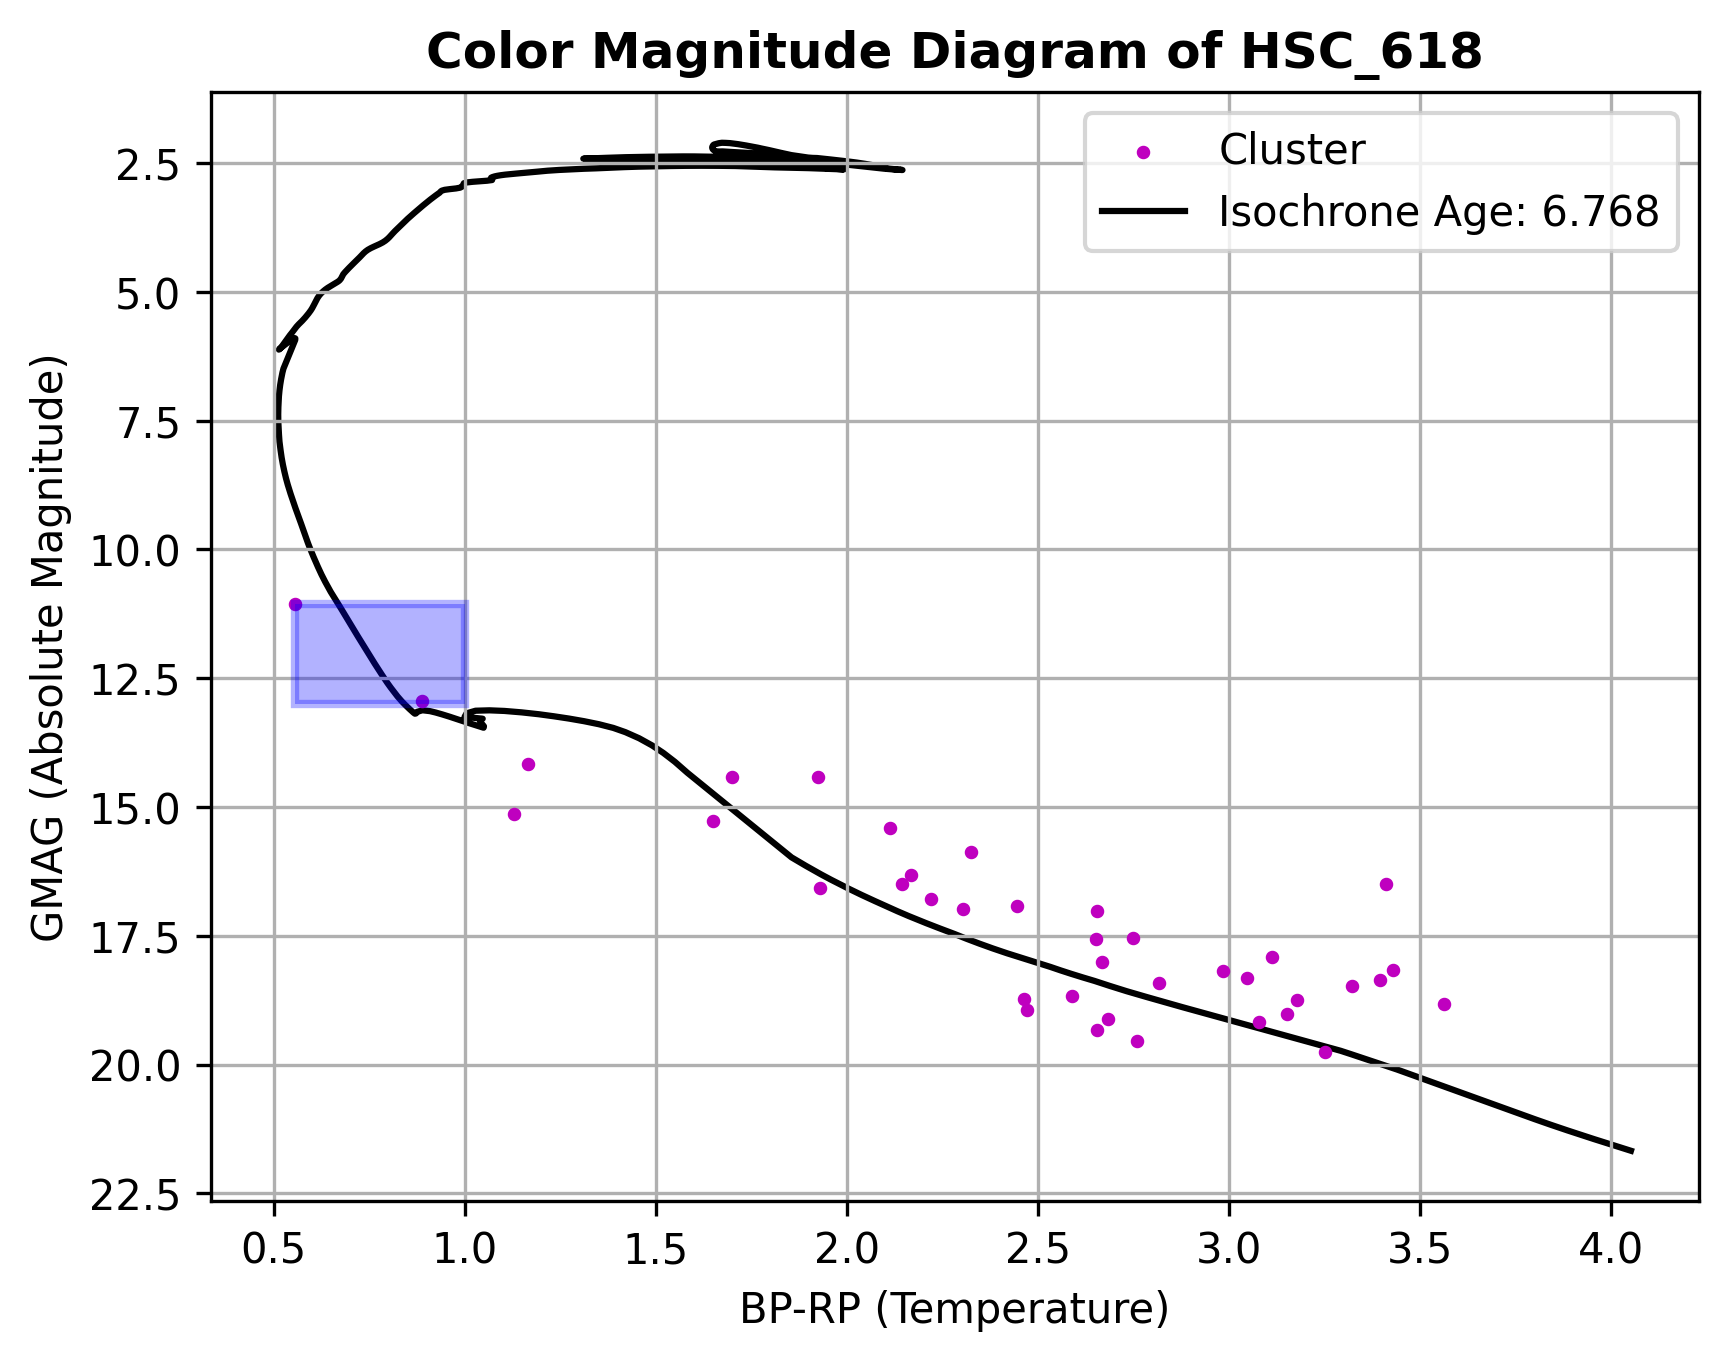 Color Magnitude Diagram of HSC_618
Cluster
Isochrone Age: 6.768
GMAG (Absolute Magnitude)
2.5
5.0
7.5
10.0
12.5
15.0
17.5
20.0
22.5
0.5 1.0 1.5 2.0 2.5 3.0 3.5 4.0
BP-RP (Temperature)